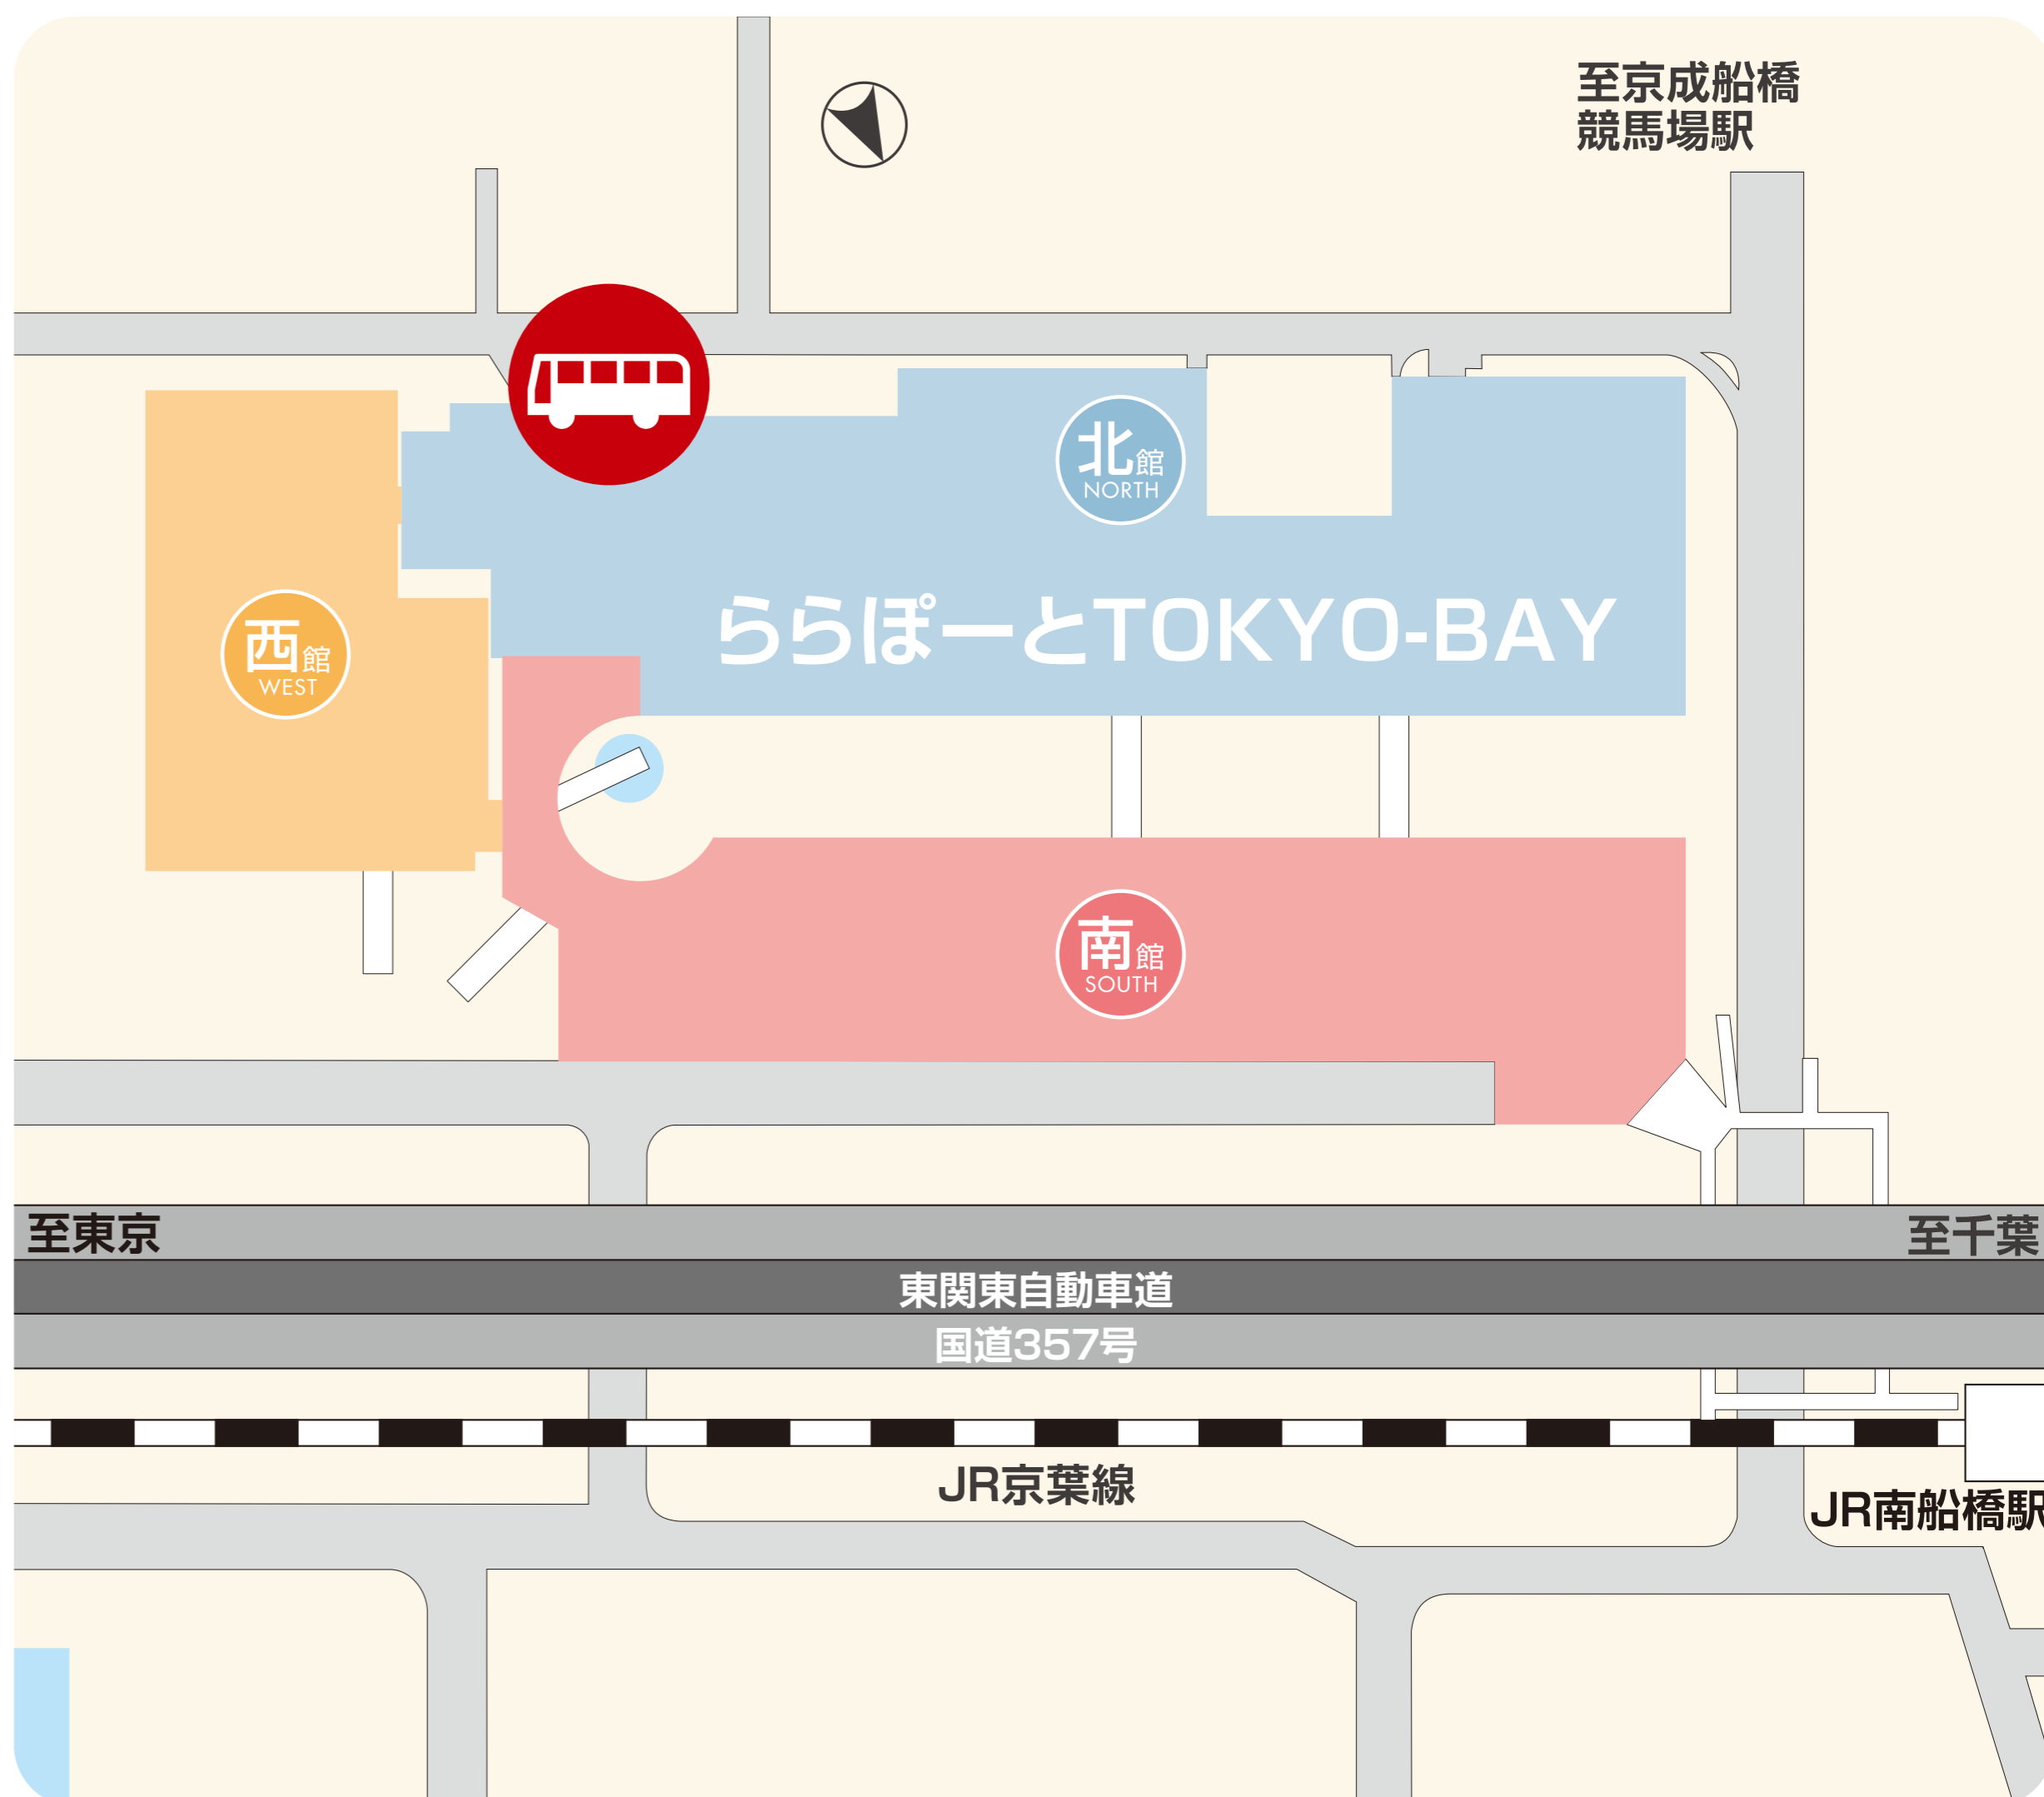 至京成船橋
競馬場駅
北館
NORTH
ららぽーとTOKYO-BAY
西館
WEST
南館
SOUTH
至東京
至千葉
東関東自動車道
国道357号
JR京葉線
JR南船橋駅